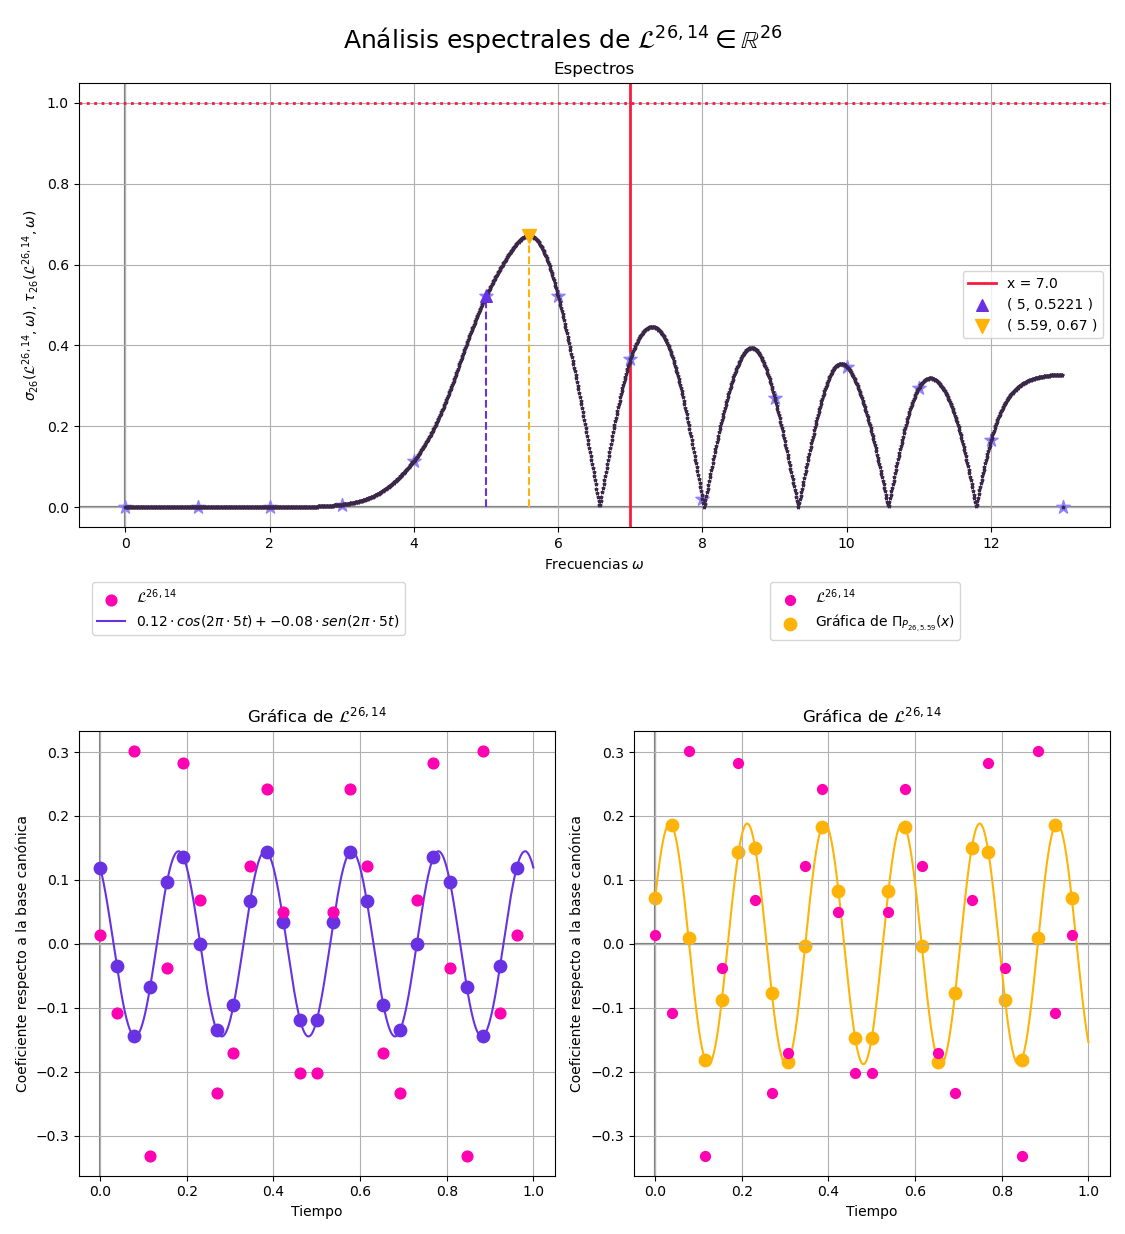 Análisis espectrales de 𝓛^{26,14} ∈ ℝ^{26}
Espectros
1.0
0.8
0.6
0.4
0.2
0.0
σ_{26}(𝓛^{26,14}, ω), τ_{26}(𝓛^{26,14}, ω)
x = 7.0
( 5, 0.5221 )
( 5.59, 0.67 )
0 2 4 6 8 10 12
Frecuencias ω
𝓛^{26,14}
0.12 · cos(2π · 5t) + −0.08 · sen(2π · 5t)
𝓛^{26,14}
Gráfica de Π_{P_{26,5.59}}(x)
Gráfica de 𝓛^{26,14}
0.3
0.2
0.1
0.0
−0.1
−0.2
−0.3
Coeficiente respecto a la base canónica
0.0 0.2 0.4 0.6 0.8 1.0
Tiempo
Gráfica de 𝓛^{26,14}
0.3
0.2
0.1
0.0
−0.1
−0.2
−0.3
Coeficiente respecto a la base canónica
0.0 0.2 0.4 0.6 0.8 1.0
Tiempo